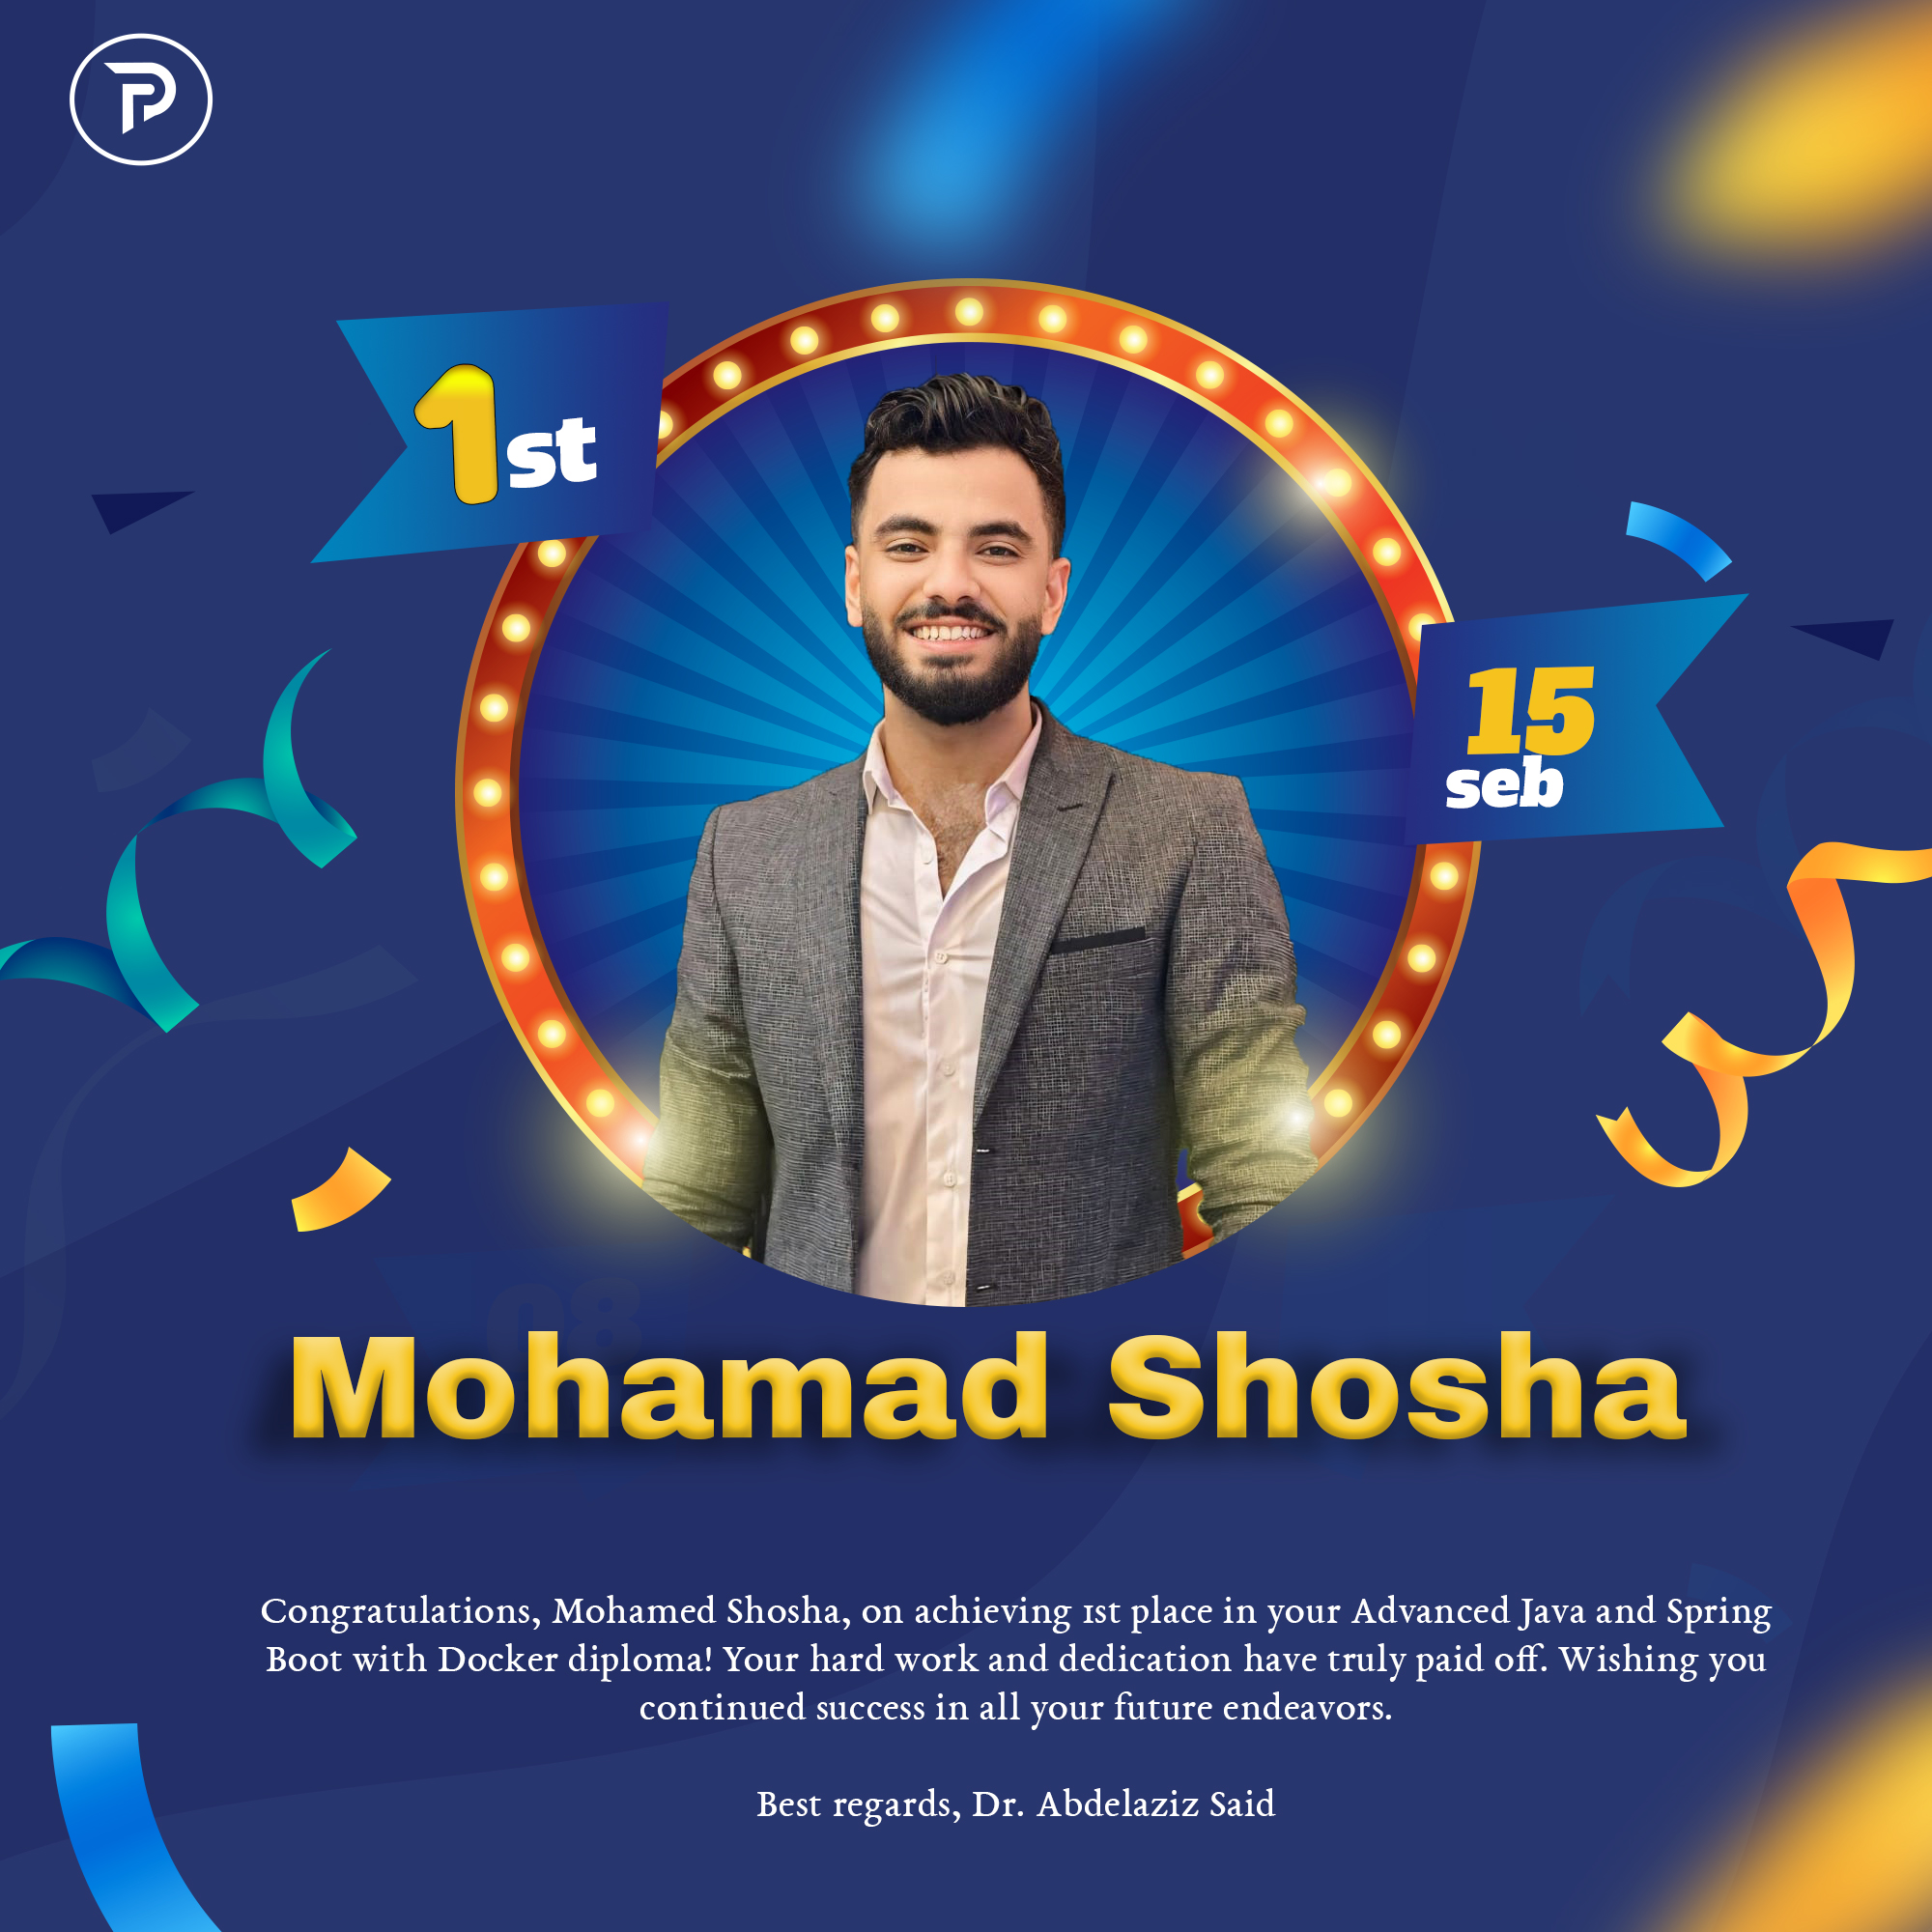 1st
15
seb
Mohamad Shosha
Congratulations, Mohamed Shosha, on achieving 1st place in your Advanced Java and Spring
Boot with Docker diploma! Your hard work and dedication have truly paid off. Wishing you
continued success in all your future endeavors.
Best regards, Dr. Abdelaziz Said